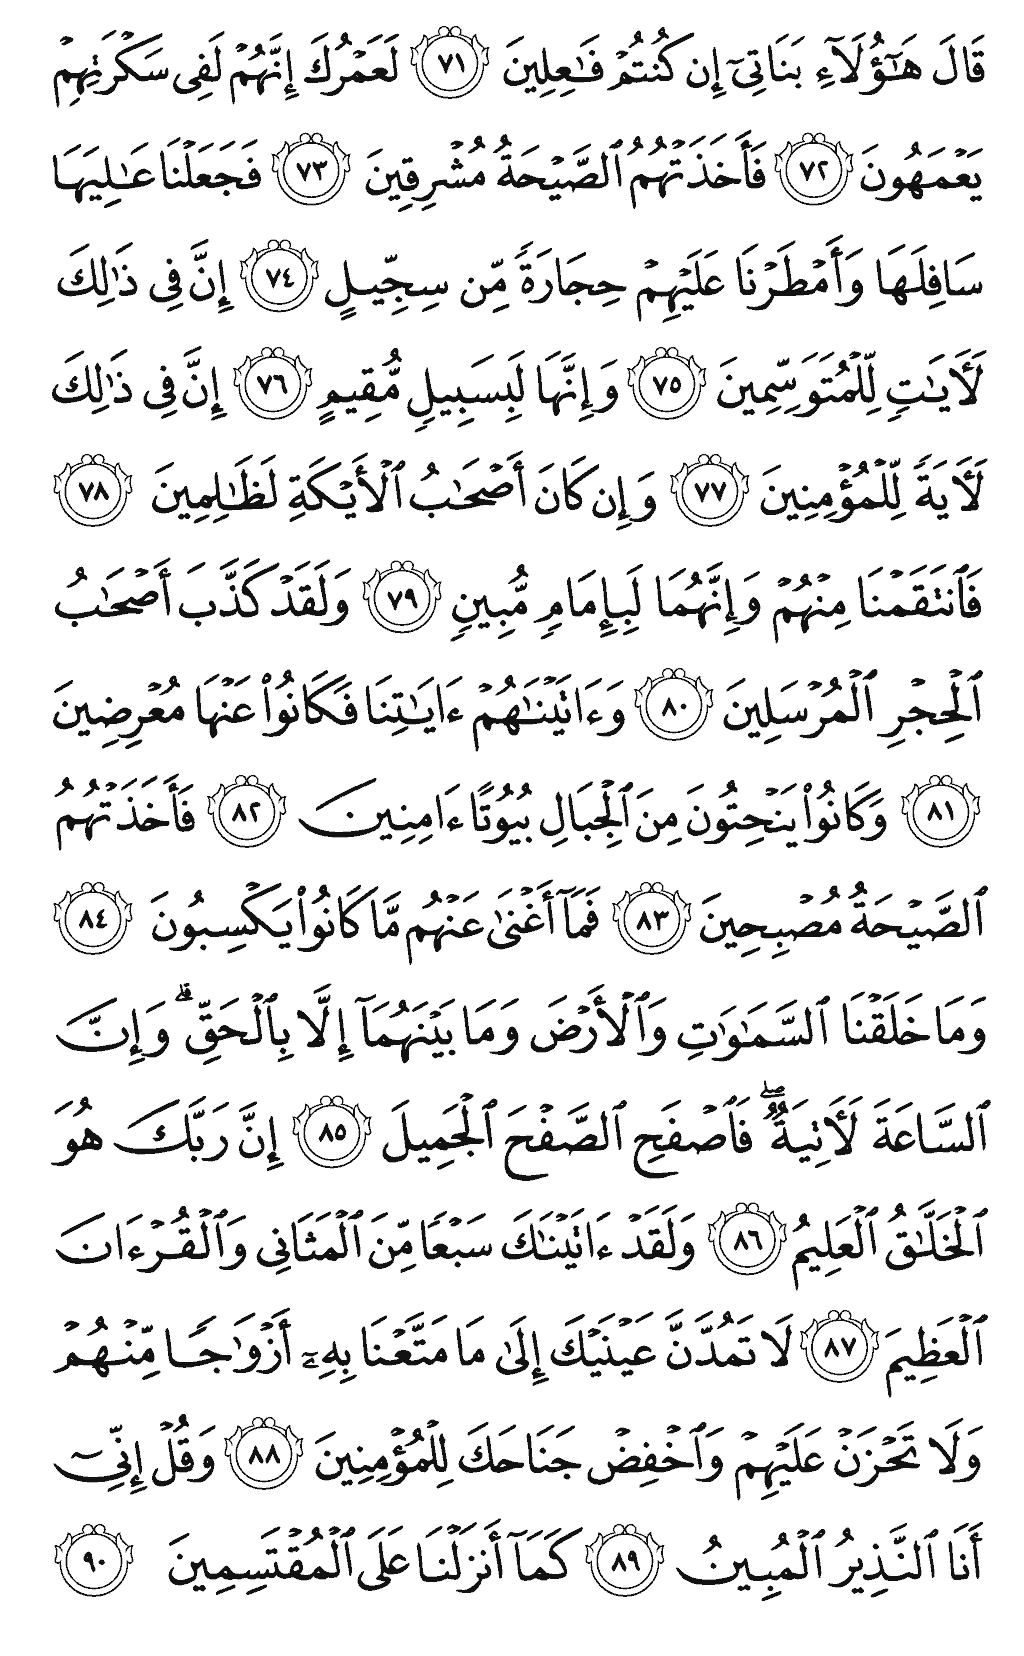 قَالَ هَٰٓؤُلَآءِ بَنَاتِىٓ إِن كُنتُمْ فَٰعِلِينَ ٧١ لَعَمْرُكَ إِنَّهُمْ لَفِى سَكْرَتِهِمْ
يَعْمَهُونَ ٧٢ فَأَخَذَتْهُمُ ٱلصَّيْحَةُ مُشْرِقِينَ ٧٣ فَجَعَلْنَا عَٰلِيَهَا
سَافِلَهَا وَأَمْطَرْنَا عَلَيْهِمْ حِجَارَةً مِّن سِجِّيلٍ ٧٤ إِنَّ فِى ذَٰلِكَ
لَءَايَٰتٍ لِّلْمُتَوَسِّمِينَ ٧٥ وَإِنَّهَا لَبِسَبِيلٍ مُّقِيمٍ ٧٦ إِنَّ فِى ذَٰلِكَ
لَءَايَةً لِّلْمُؤْمِنِينَ ٧٧ وَإِن كَانَ أَصْحَٰبُ ٱلْأَيْكَةِ لَظَٰلِمِينَ ٧٨
فَٱنتَقَمْنَا مِنْهُمْ وَإِنَّهُمَا لَبِإِمَامٍ مُّبِينٍ ٧٩ وَلَقَدْ كَذَّبَ أَصْحَٰبُ
ٱلْحِجْرِ ٱلْمُرْسَلِينَ ٨٠ وَءَاتَيْنَٰهُمْ ءَايَٰتِنَا فَكَانُوا۟ عَنْهَا مُعْرِضِينَ
٨١ وَكَانُوا۟ يَنْحِتُونَ مِنَ ٱلْجِبَالِ بُيُوتًا ءَامِنِينَ ٨٢ فَأَخَذَتْهُمُ
ٱلصَّيْحَةُ مُصْبِحِينَ ٨٣ فَمَآ أَغْنَىٰ عَنْهُم مَّا كَانُوا۟ يَكْسِبُونَ ٨٤
وَمَا خَلَقْنَا ٱلسَّمَٰوَٰتِ وَٱلْأَرْضَ وَمَا بَيْنَهُمَآ إِلَّا بِٱلْحَقِّ ۗ وَإِنَّ
ٱلسَّاعَةَ لَءَاتِيَةٌ ۖ فَٱصْفَحِ ٱلصَّفْحَ ٱلْجَمِيلَ ٨٥ إِنَّ رَبَّكَ هُوَ
ٱلْخَلَّٰقُ ٱلْعَلِيمُ ٨٦ وَلَقَدْ ءَاتَيْنَٰكَ سَبْعًا مِّنَ ٱلْمَثَانِى وَٱلْقُرْءَانَ
ٱلْعَظِيمَ ٨٧ لَا تَمُدَّنَّ عَيْنَيْكَ إِلَىٰ مَا مَتَّعْنَا بِهِۦٓ أَزْوَٰجًا مِّنْهُمْ
وَلَا تَحْزَنْ عَلَيْهِمْ وَٱخْفِضْ جَنَاحَكَ لِلْمُؤْمِنِينَ ٨٨ وَقُلْ إِنِّىٓ
أَنَا ٱلنَّذِيرُ ٱلْمُبِينُ ٨٩ كَمَآ أَنزَلْنَا عَلَى ٱلْمُقْتَسِمِينَ ٩٠